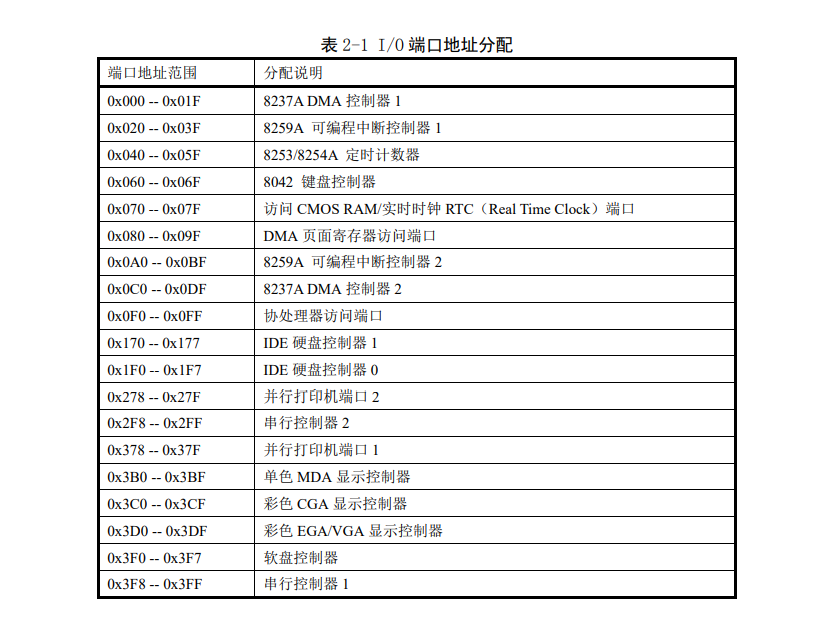 表 2-1 I/O 端口地址分配
端口地址范围 分配说明
0x000 -- 0x01F 8237A DMA 控制器 1
0x020 -- 0x03F 8259A 可编程中断控制器 1
0x040 -- 0x05F 8253/8254A 定时计数器
0x060 -- 0x06F 8042 键盘控制器
0x070 -- 0x07F 访问 CMOS RAM/实时时钟 RTC（Real Time Clock）端口
0x080 -- 0x09F DMA 页面寄存器访问端口
0x0A0 -- 0x0BF 8259A 可编程中断控制器 2
0x0C0 -- 0x0DF 8237A DMA 控制器 2
0x0F0 -- 0x0FF 协处理器访问端口
0x170 -- 0x177 IDE 硬盘控制器 1
0x1F0 -- 0x1F7 IDE 硬盘控制器 0
0x278 -- 0x27F 并行打印机端口 2
0x2F8 -- 0x2FF 串行控制器 2
0x378 -- 0x37F 并行打印机端口 1
0x3B0 -- 0x3BF 单色 MDA 显示控制器
0x3C0 -- 0x3CF 彩色 CGA 显示控制器
0x3D0 -- 0x3DF 彩色 EGA/VGA 显示控制器
0x3F0 -- 0x3F7 软盘控制器
0x3F8 -- 0x3FF 串行控制器 1